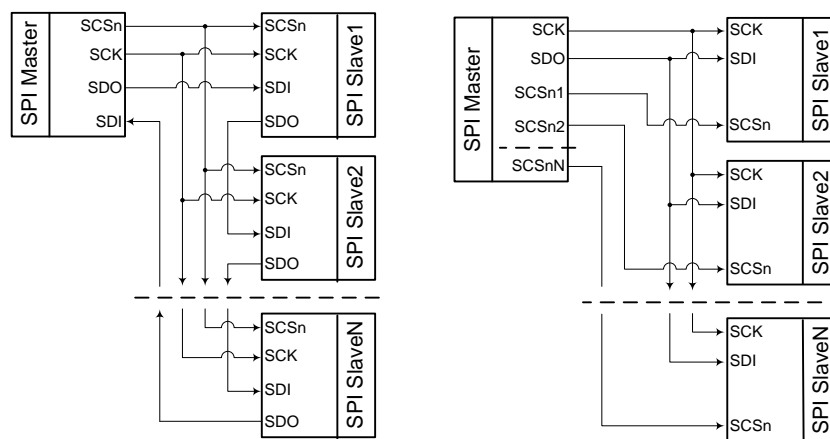 SPI Master
SCSn
SCK
SDO
SDI
SCSn
SCK
SDI
SDO
SPI Slave1
SCSn
SCK
SDI
SDO
SPI Slave2
SCSn
SCK
SDI
SDO
SPI SlaveN
SPI Master
SCK
SDO
SCSn1
SCSn2
SCSnN
SCK
SDI
SCSn
SPI Slave1
SCK
SDI
SCSn
SPI Slave2
SCK
SDI
SCSn
SPI SlaveN